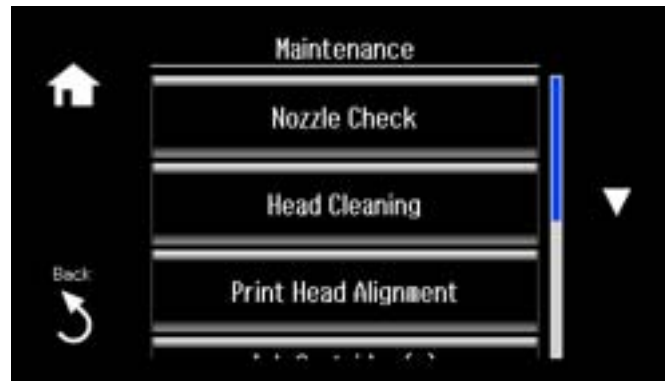 Maintenance
Nozzle Check
Head Cleaning
Back
Print Head Alignment